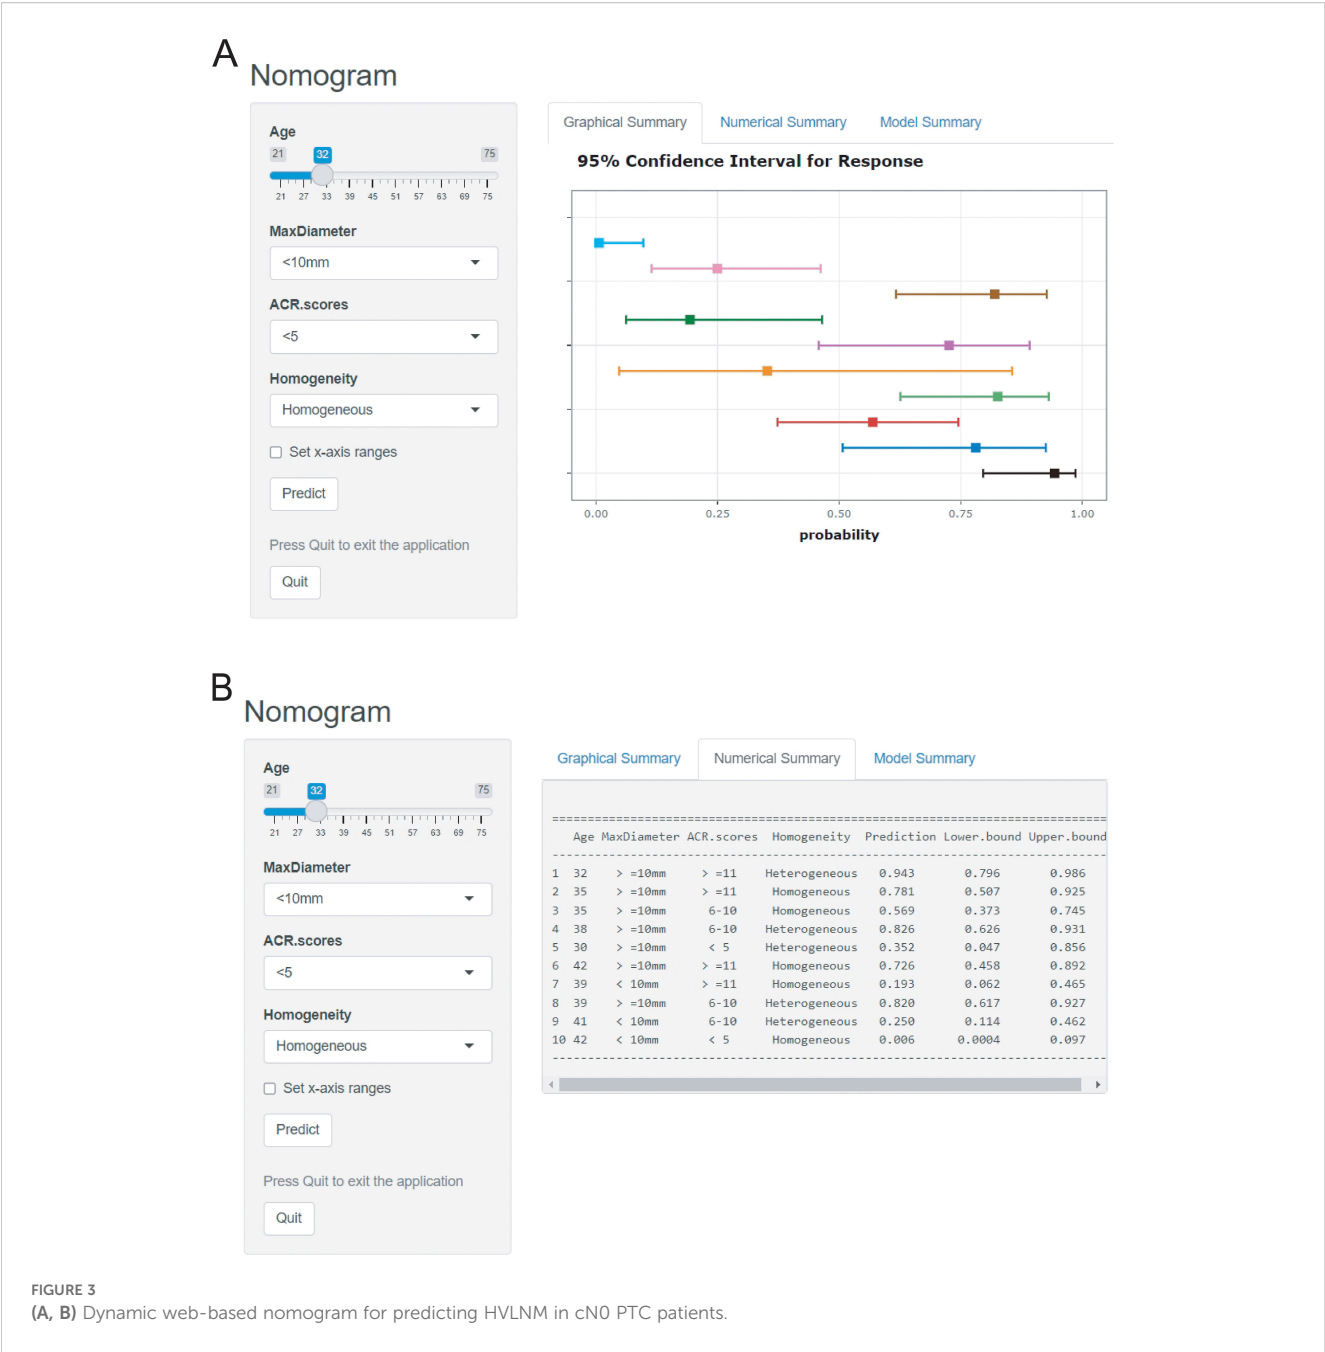 A
Nomogram
Age
21 32 75
21 27 33 39 45 51 57 63 69 75
MaxDiameter
<10mm
ACR.scores
<5
Homogeneity
Homogeneous
Set x-axis ranges
Predict
Press Quit to exit the application
Quit
Graphical Summary Numerical Summary Model Summary
95% Confidence Interval for Response
0.00 0.25 0.50 0.75 1.00
probability
B
Nomogram
Age
21 32 75
21 27 33 39 45 51 57 63 69 75
MaxDiameter
<10mm
ACR.scores
<5
Homogeneity
Homogeneous
Set x-axis ranges
Predict
Press Quit to exit the application
Quit
Graphical Summary Numerical Summary Model Summary
Age MaxDiameter ACR.scores Homogeneity Prediction Lower.bound Upper.bound
1 32 > =10mm > =11 Heterogeneous 0.943 0.796 0.986
2 35 > =10mm > =11 Homogeneous 0.781 0.507 0.925
3 35 > =10mm 6-10 Homogeneous 0.569 0.373 0.745
4 38 > =10mm 6-10 Heterogeneous 0.826 0.626 0.931
5 30 > =10mm < 5 Heterogeneous 0.352 0.047 0.856
6 42 > =10mm > =11 Homogeneous 0.726 0.458 0.892
7 39 < 10mm > =11 Homogeneous 0.193 0.062 0.465
8 39 > =10mm 6-10 Heterogeneous 0.820 0.617 0.927
9 41 < 10mm 6-10 Heterogeneous 0.250 0.114 0.462
10 42 < 10mm < 5 Homogeneous 0.006 0.0004 0.097
FIGURE 3
(A, B) Dynamic web-based nomogram for predicting HVLNM in cN0 PTC patients.